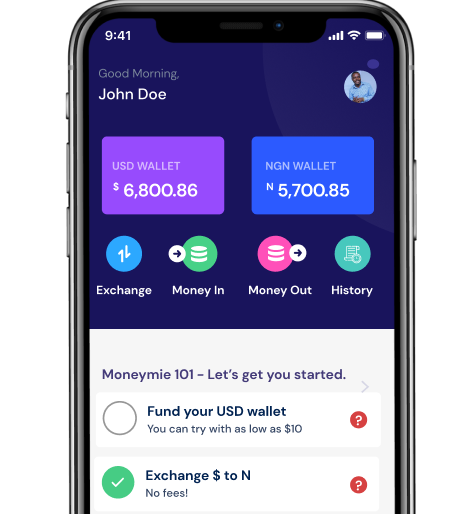 9:41
Good Morning,
John Doe
USD WALLET
$ 6,800.86
NGN WALLET
N 5,700.85
Exchange
Money In
Money Out
History
Moneymie 101 - Let's get you started.
Fund your USD wallet
You can try with as low as $10
?
Exchange $ to N
No fees!
?